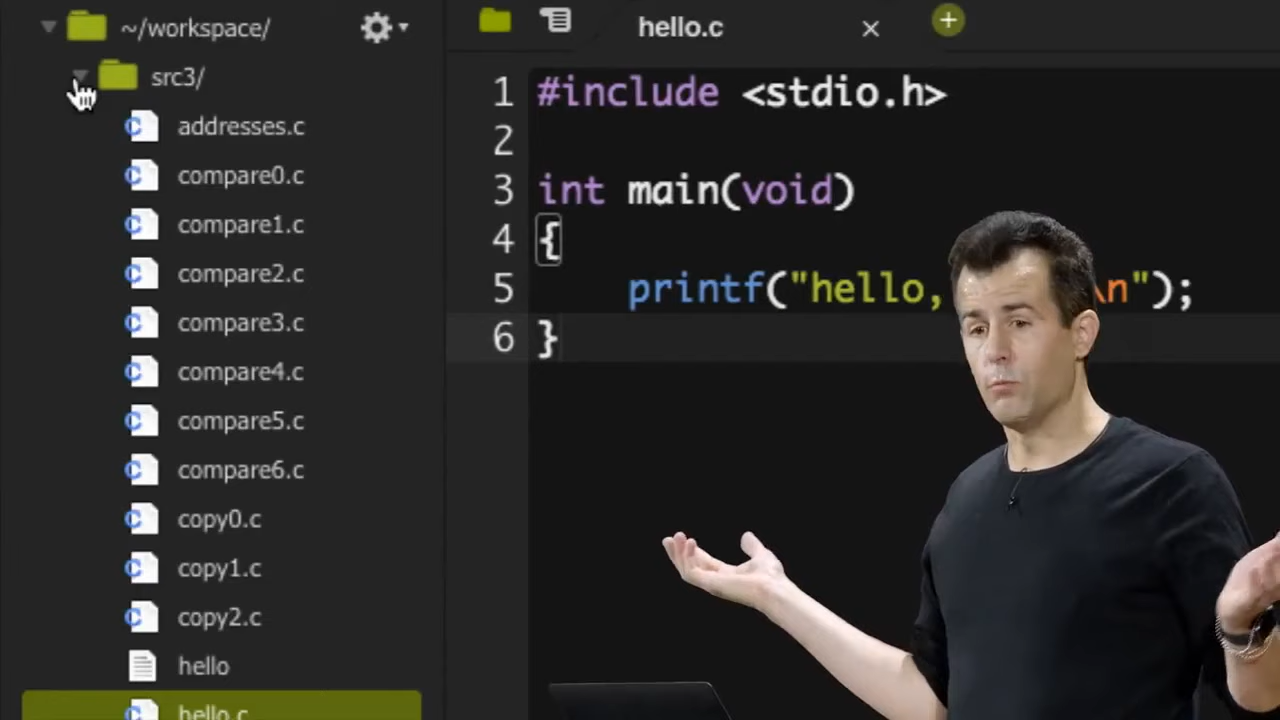 ~/workspace/
src3/
addresses.c
compare0.c
compare1.c
compare2.c
compare3.c
compare4.c
compare5.c
compare6.c
copy0.c
copy1.c
copy2.c
hello
hello.c
hello.c
1 #include <stdio.h>
2
3 int main(void)
4 {
5 printf("hello, \n");
6 }